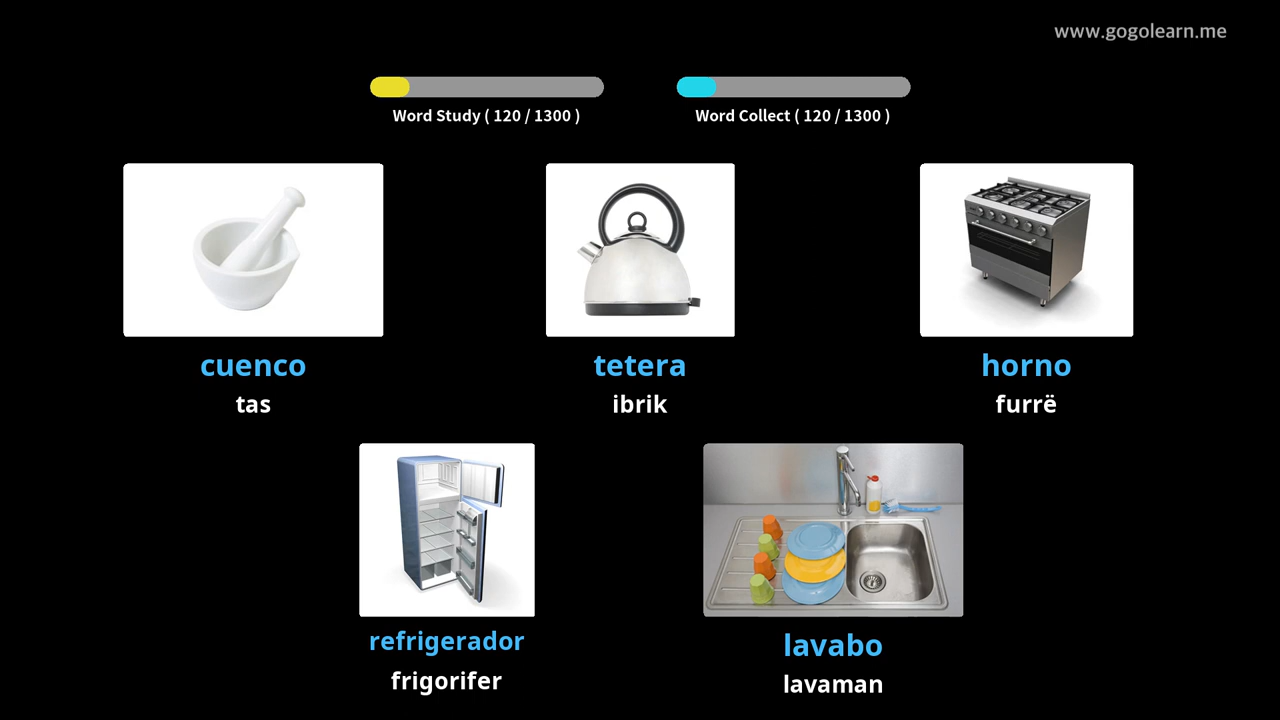 www.gogolearn.me
Word Study ( 120 / 1300 )
Word Collect ( 120 / 1300 )
cuenco
tas
tetera
ibrik
horno
furrë
refrigerador
frigorifer
lavabo
lavaman